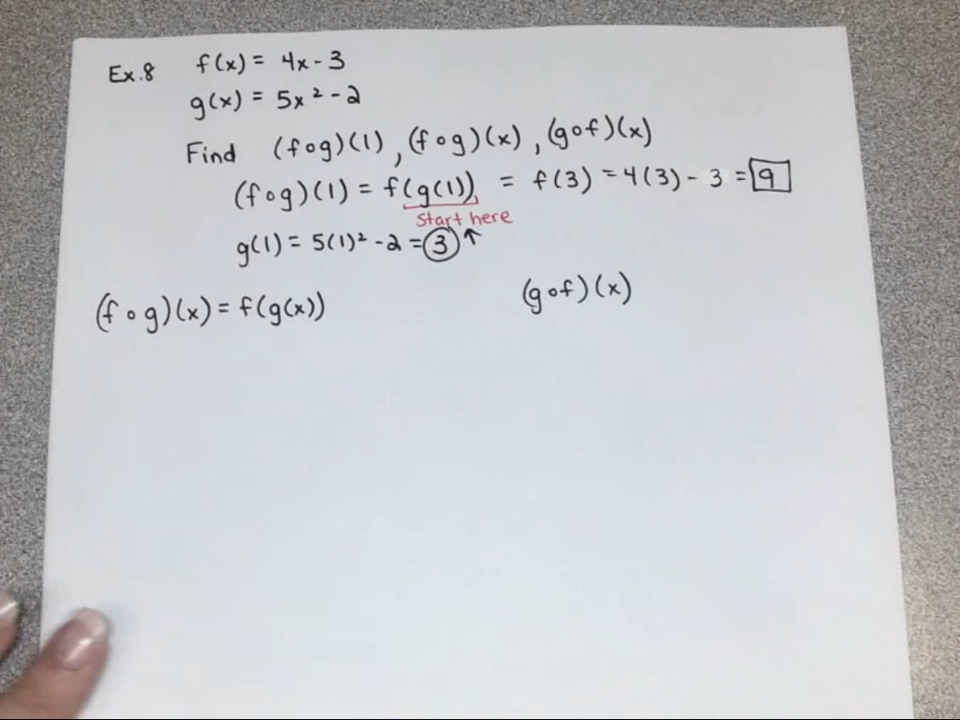 Ex.8 f(x) = 4x - 3
g(x) = 5x² - 2
Find (f∘g)(1), (f∘g)(x), (g∘f)(x)
(f∘g)(1) = f(g(1)) = f(3) = 4(3) - 3 = 9
Start here
g(1) = 5(1)² - 2 = 3 ↑
(f∘g)(x) = f(g(x)) (g∘f)(x)